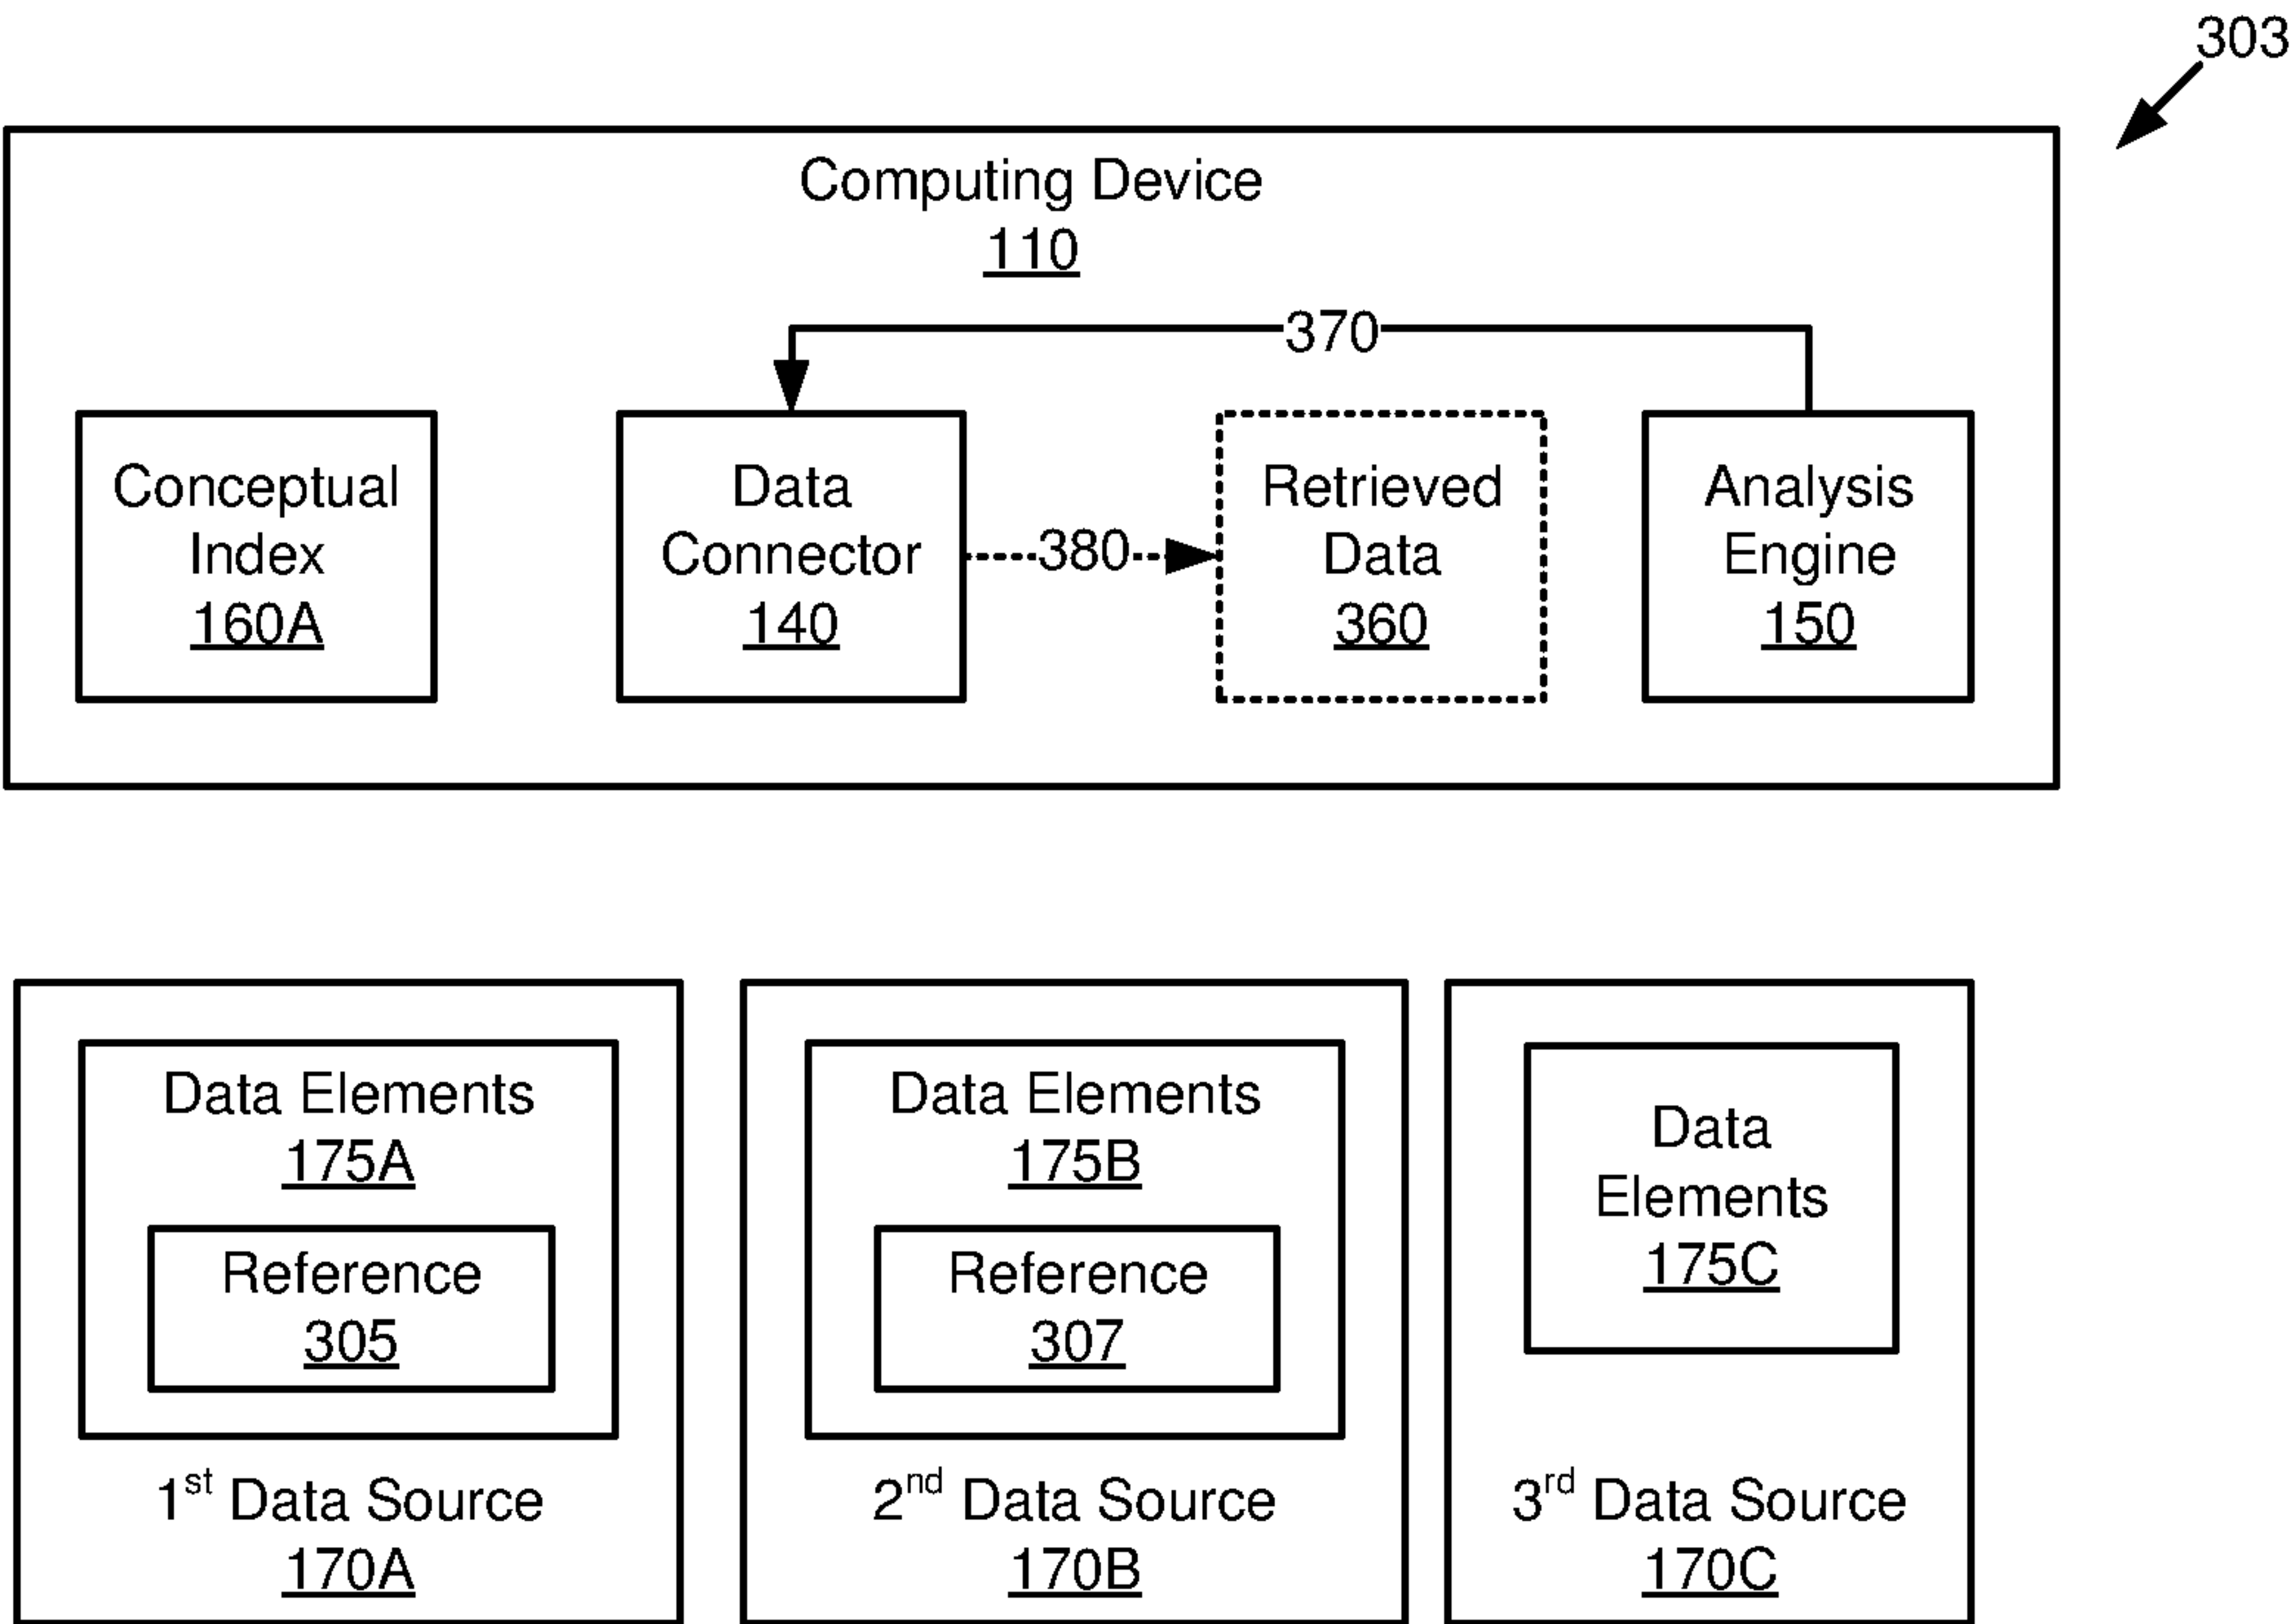 303
Computing Device
110
370
Conceptual
Index
160A
Data
Connector
140
380
Retrieved
Data
360
Analysis
Engine
150
Data Elements
175A
Reference
305
1st Data Source
170A
Data Elements
175B
Reference
307
2nd Data Source
170B
Data
Elements
175C
3rd Data Source
170C